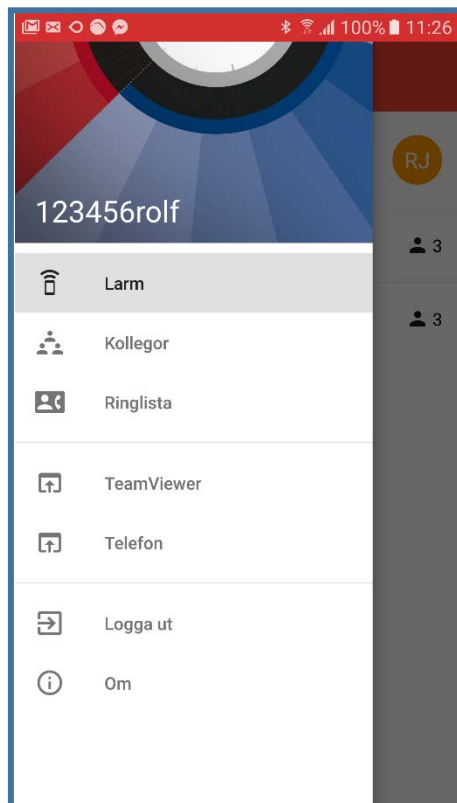 100% 11:26
RJ
123456rolf
3
Larm
3
Kollegor
Ringlista
TeamViewer
Telefon
Logga ut
Om